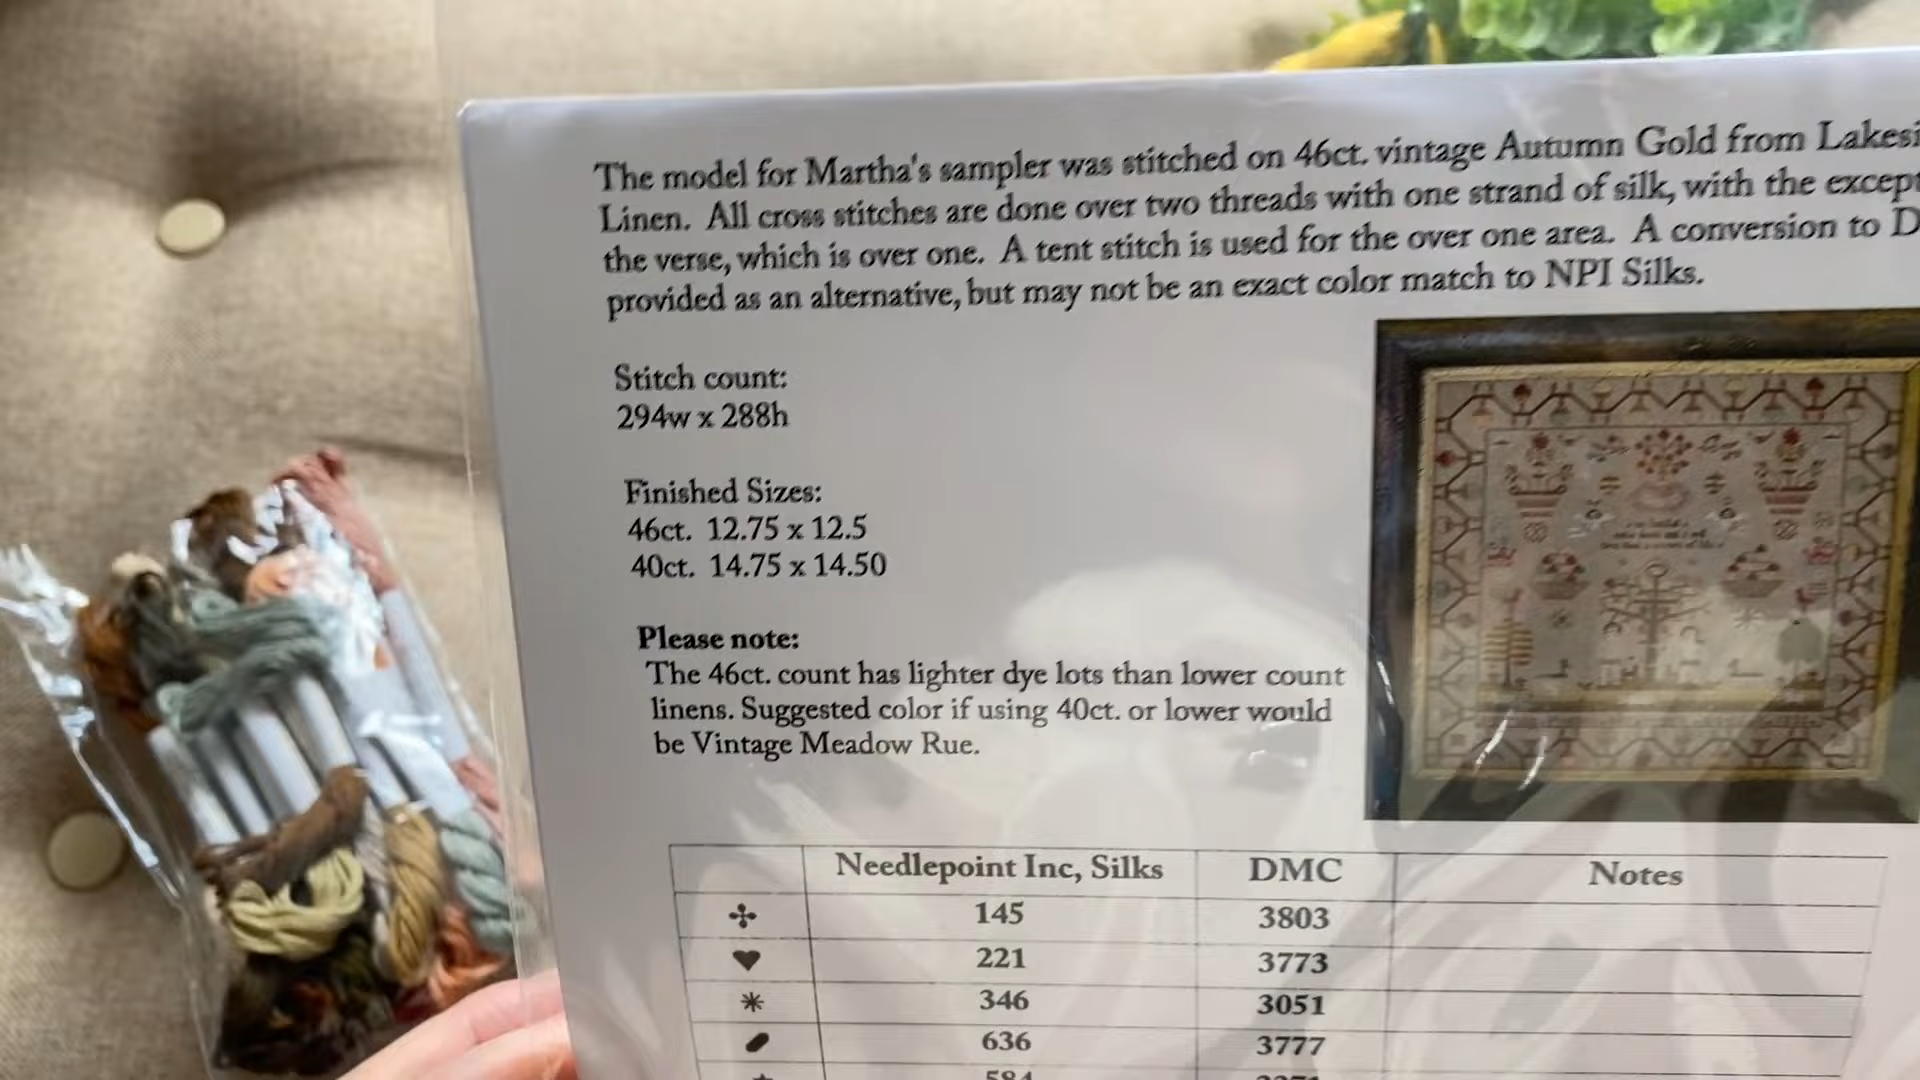 The model for Martha's sampler was stitched on 46ct. vintage Autumn Gold from
Linen. All cross stitches are done over two threads with one strand of silk, with the
the verse, which is over one. A tent stitch is used for the over one area. A conversion to
provided as an alternative, but may not be an exact color match to NPI Silks.
Stitch count:
294w x 288h
Finished Sizes:
46ct. 12.75 x 12.5
40ct. 14.75 x 14.50
Please note:
The 46ct. count has lighter dye lots than lower count
linens. Suggested color if using 40ct. or lower would
be Vintage Meadow Rue.
Needlepoint Inc, Silks DMC Notes
145 3803
221 3773
346 3051
636 3777